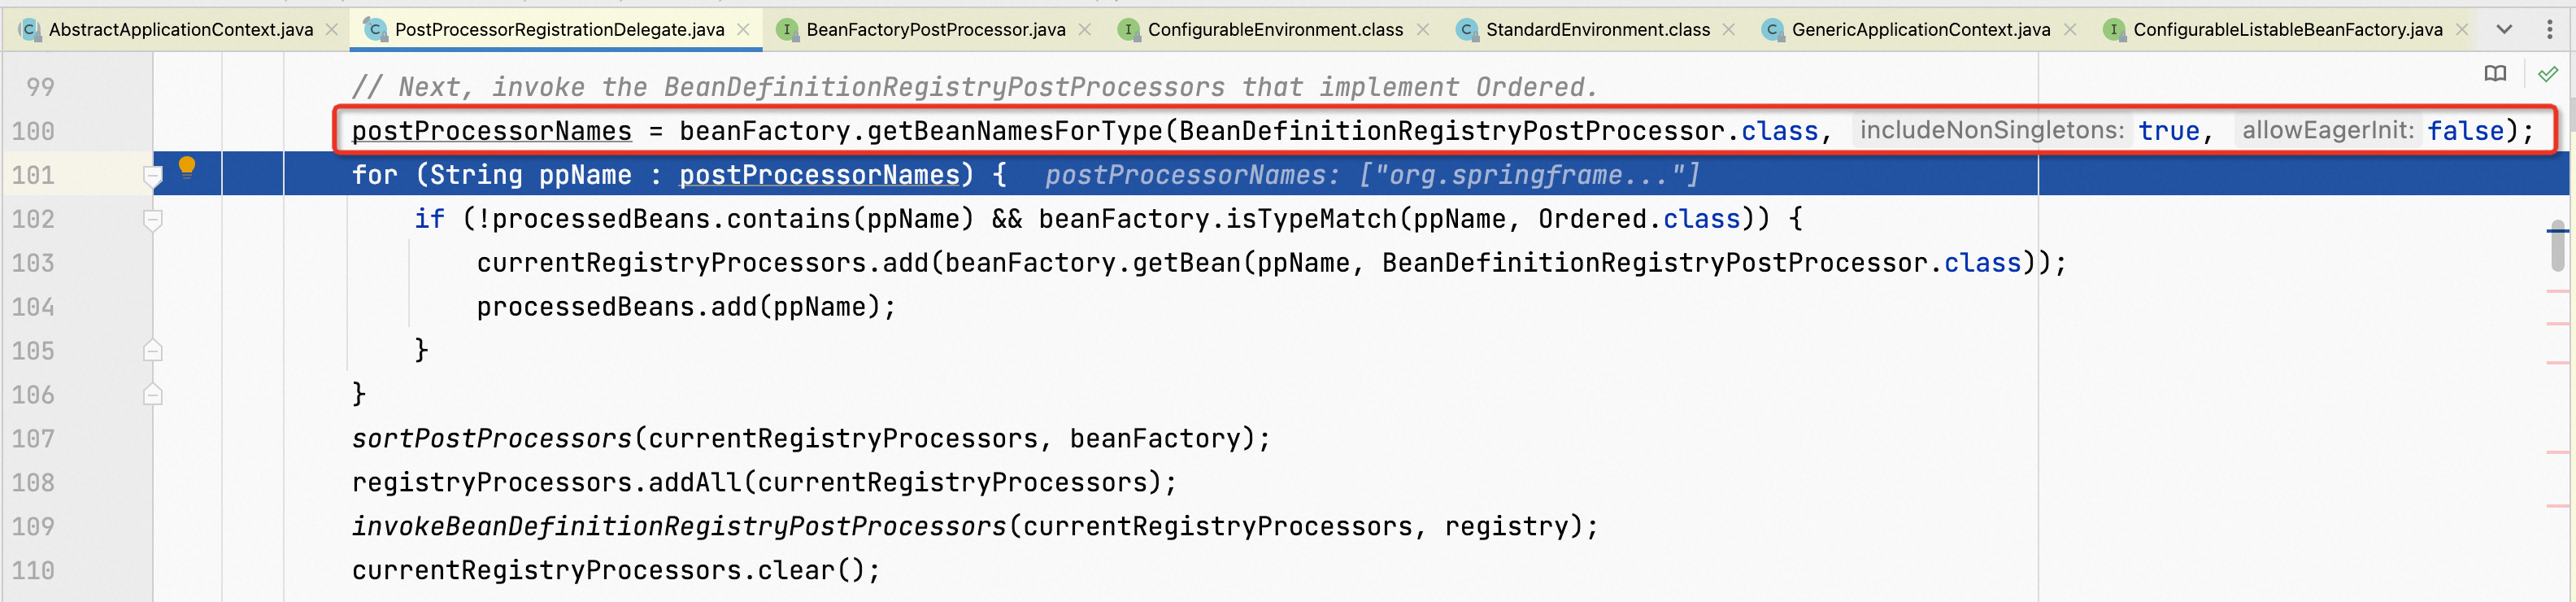 AbstractApplicationContext.java PostProcessorRegistrationDelegate.java BeanFactoryPostProcessor.java ConfigurableEnvironment.class StandardEnvironment.class GenericApplicationContext.java ConfigurableListableBeanFactory.java
99 // Next, invoke the BeanDefinitionRegistryPostProcessors that implement Ordered.
100 postProcessorNames = beanFactory.getBeanNamesForType(BeanDefinitionRegistryPostProcessor.class, includeNonSingletons: true, allowEagerInit: false);
101 for (String ppName : postProcessorNames) { postProcessorNames: ["org.springframe..."]
102 if (!processedBeans.contains(ppName) && beanFactory.isTypeMatch(ppName, Ordered.class)) {
103 currentRegistryProcessors.add(beanFactory.getBean(ppName, BeanDefinitionRegistryPostProcessor.class));
104 processedBeans.add(ppName);
105 }
106 }
107 sortPostProcessors(currentRegistryProcessors, beanFactory);
108 registryProcessors.addAll(currentRegistryProcessors);
109 invokeBeanDefinitionRegistryPostProcessors(currentRegistryProcessors, registry);
110 currentRegistryProcessors.clear();